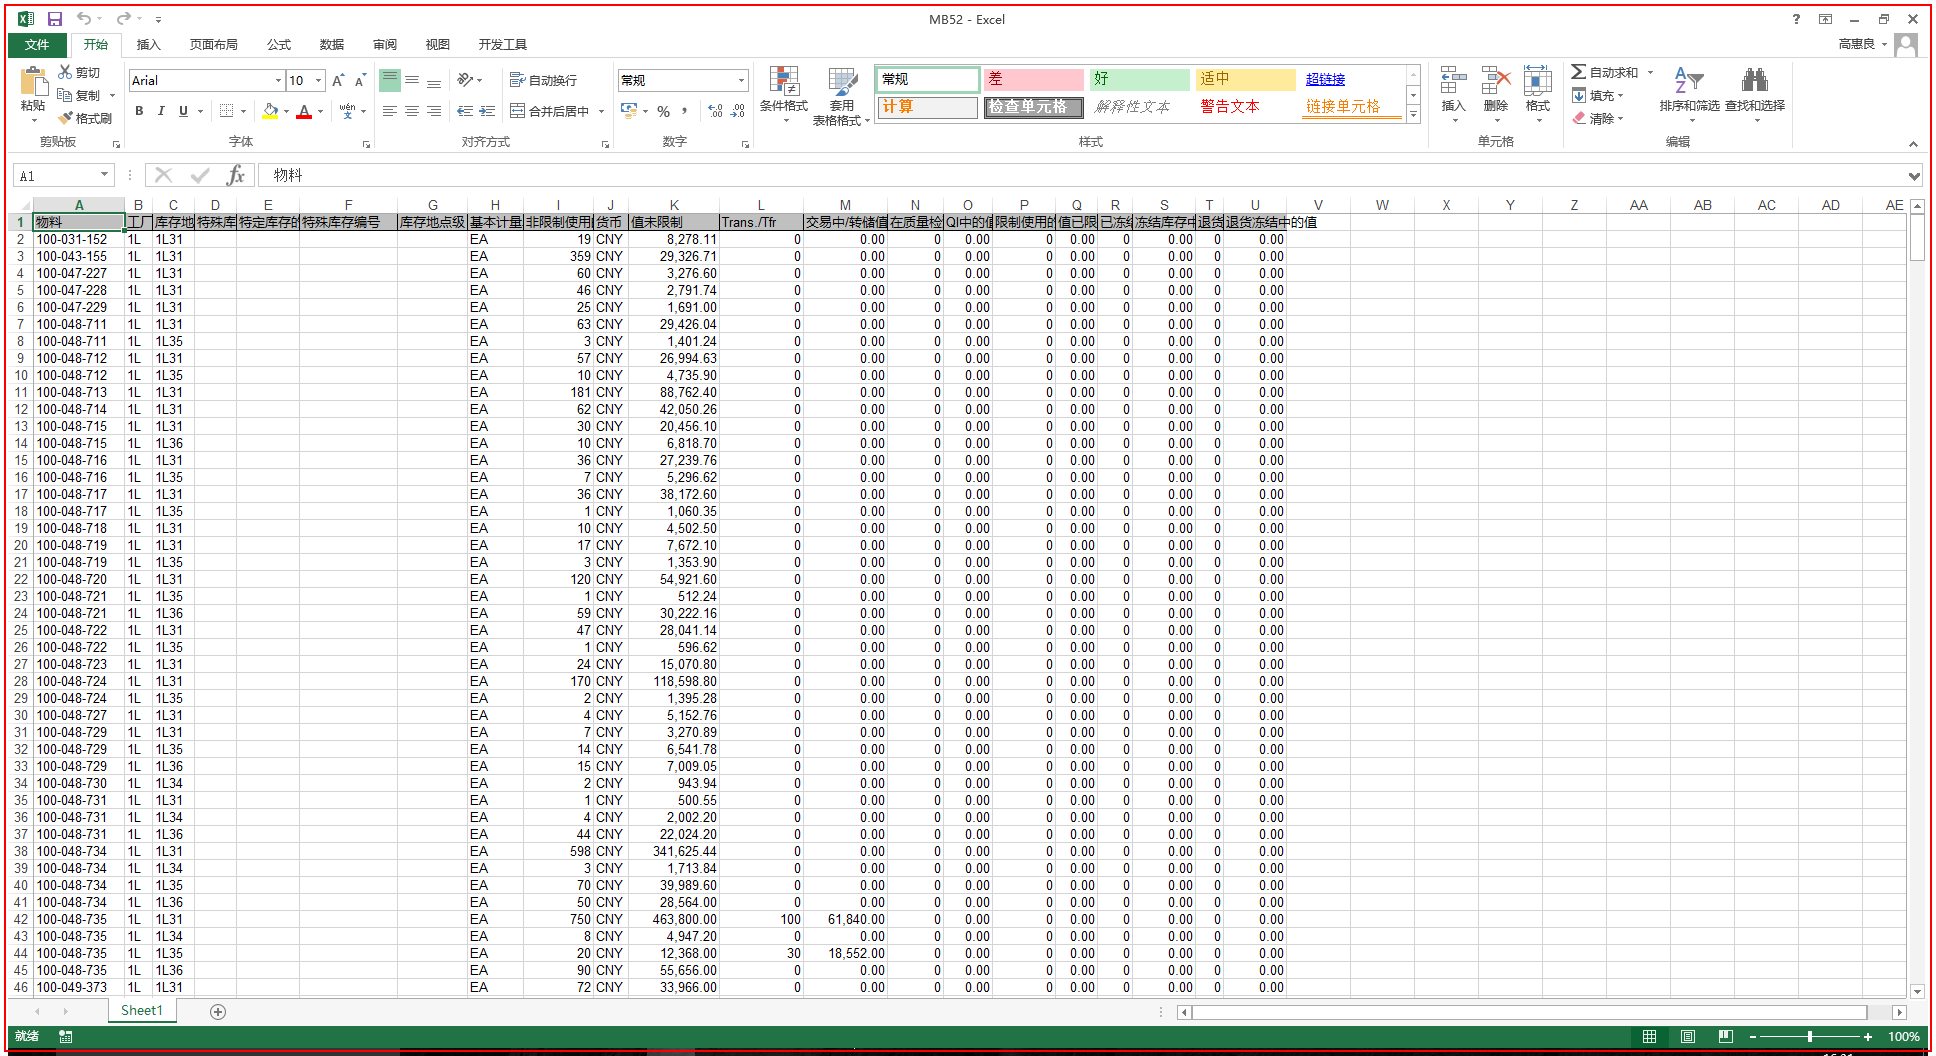 MB52 - Excel
文件 开始 插入 页面布局 公式 数据 审阅 视图 开发工具 高惠良
粘贴 剪切 复制 格式刷 剪贴板
Arial 10 B I U wén 文 字体
自动换行 合并后居中 对齐方式
常规 % , 数字
条件格式 套用 表格格式
常规 差 好 适中 超链接
计算 检查单元格 解释性文本 警告文本 链接单元格
样式
插入 删除 格式 单元格
自动求和 填充 清除 排序和筛选 查找和选择 编辑
A1 fx 物料
A B C D E F G H I J K L M N O P Q R S T U V W X Y Z AA AB AC AD AE
1 物料 工厂 库存地 特殊库 特定库存的 特殊库存编号 库存地点级 基本计量 非限制使用 货币 值未限制 Trans./Tfr 交易中/转储值 在质量检 QI中的值 限制使用的 值已限 已冻结 冻结库存中 退货 退货冻结中的值
2 100-031-152 1L 1L31 EA 19 CNY 8,278.11 0 0.00 0 0.00 0 0.00 0 0.00 0 0.00
3 100-043-155 1L 1L31 EA 359 CNY 29,326.71 0 0.00 0 0.00 0 0.00 0 0.00 0 0.00
4 100-047-227 1L 1L31 EA 60 CNY 3,276.60 0 0.00 0 0.00 0 0.00 0 0.00 0 0.00
5 100-047-228 1L 1L31 EA 46 CNY 2,791.74 0 0.00 0 0.00 0 0.00 0 0.00 0 0.00
6 100-047-229 1L 1L31 EA 25 CNY 1,691.00 0 0.00 0 0.00 0 0.00 0 0.00 0 0.00
7 100-048-711 1L 1L31 EA 63 CNY 29,426.04 0 0.00 0 0.00 0 0.00 0 0.00 0 0.00
8 100-048-711 1L 1L35 EA 3 CNY 1,401.24 0 0.00 0 0.00 0 0.00 0 0.00 0 0.00
9 100-048-712 1L 1L31 EA 57 CNY 26,994.63 0 0.00 0 0.00 0 0.00 0 0.00 0 0.00
10 100-048-712 1L 1L35 EA 10 CNY 4,735.90 0 0.00 0 0.00 0 0.00 0 0.00 0 0.00
11 100-048-713 1L 1L31 EA 181 CNY 88,762.40 0 0.00 0 0.00 0 0.00 0 0.00 0 0.00
12 100-048-714 1L 1L31 EA 62 CNY 42,050.26 0 0.00 0 0.00 0 0.00 0 0.00 0 0.00
13 100-048-715 1L 1L31 EA 30 CNY 20,456.10 0 0.00 0 0.00 0 0.00 0 0.00 0 0.00
14 100-048-715 1L 1L36 EA 10 CNY 6,818.70 0 0.00 0 0.00 0 0.00 0 0.00 0 0.00
15 100-048-716 1L 1L31 EA 36 CNY 27,239.76 0 0.00 0 0.00 0 0.00 0 0.00 0 0.00
16 100-048-716 1L 1L35 EA 7 CNY 5,296.62 0 0.00 0 0.00 0 0.00 0 0.00 0 0.00
17 100-048-717 1L 1L31 EA 36 CNY 38,172.60 0 0.00 0 0.00 0 0.00 0 0.00 0 0.00
18 100-048-717 1L 1L35 EA 1 CNY 1,060.35 0 0.00 0 0.00 0 0.00 0 0.00 0 0.00
19 100-048-718 1L 1L31 EA 10 CNY 4,502.50 0 0.00 0 0.00 0 0.00 0 0.00 0 0.00
20 100-048-719 1L 1L31 EA 17 CNY 7,672.10 0 0.00 0 0.00 0 0.00 0 0.00 0 0.00
21 100-048-719 1L 1L35 EA 3 CNY 1,353.90 0 0.00 0 0.00 0 0.00 0 0.00 0 0.00
22 100-048-720 1L 1L31 EA 120 CNY 54,921.60 0 0.00 0 0.00 0 0.00 0 0.00 0 0.00
23 100-048-721 1L 1L35 EA 1 CNY 512.24 0 0.00 0 0.00 0 0.00 0 0.00 0 0.00
24 100-048-721 1L 1L36 EA 59 CNY 30,222.16 0 0.00 0 0.00 0 0.00 0 0.00 0 0.00
25 100-048-722 1L 1L31 EA 47 CNY 28,041.14 0 0.00 0 0.00 0 0.00 0 0.00 0 0.00
26 100-048-722 1L 1L35 EA 1 CNY 596.62 0 0.00 0 0.00 0 0.00 0 0.00 0 0.00
27 100-048-723 1L 1L31 EA 24 CNY 15,070.80 0 0.00 0 0.00 0 0.00 0 0.00 0 0.00
28 100-048-724 1L 1L31 EA 170 CNY 118,598.80 0 0.00 0 0.00 0 0.00 0 0.00 0 0.00
29 100-048-724 1L 1L35 EA 2 CNY 1,395.28 0 0.00 0 0.00 0 0.00 0 0.00 0 0.00
30 100-048-727 1L 1L31 EA 4 CNY 5,152.76 0 0.00 0 0.00 0 0.00 0 0.00 0 0.00
31 100-048-729 1L 1L31 EA 7 CNY 3,270.89 0 0.00 0 0.00 0 0.00 0 0.00 0 0.00
32 100-048-729 1L 1L35 EA 14 CNY 6,541.78 0 0.00 0 0.00 0 0.00 0 0.00 0 0.00
33 100-048-729 1L 1L36 EA 15 CNY 7,009.05 0 0.00 0 0.00 0 0.00 0 0.00 0 0.00
34 100-048-730 1L 1L34 EA 2 CNY 943.94 0 0.00 0 0.00 0 0.00 0 0.00 0 0.00
35 100-048-731 1L 1L31 EA 1 CNY 500.55 0 0.00 0 0.00 0 0.00 0 0.00 0 0.00
36 100-048-731 1L 1L34 EA 4 CNY 2,002.20 0 0.00 0 0.00 0 0.00 0 0.00 0 0.00
37 100-048-731 1L 1L36 EA 44 CNY 22,024.20 0 0.00 0 0.00 0 0.00 0 0.00 0 0.00
38 100-048-734 1L 1L31 EA 598 CNY 341,625.44 0 0.00 0 0.00 0 0.00 0 0.00 0 0.00
39 100-048-734 1L 1L34 EA 3 CNY 1,713.84 0 0.00 0 0.00 0 0.00 0 0.00 0 0.00
40 100-048-734 1L 1L35 EA 70 CNY 39,989.60 0 0.00 0 0.00 0 0.00 0 0.00 0 0.00
41 100-048-734 1L 1L36 EA 50 CNY 28,564.00 0 0.00 0 0.00 0 0.00 0 0.00 0 0.00
42 100-048-735 1L 1L31 EA 750 CNY 463,800.00 100 61,840.00 0 0.00 0 0.00 0 0.00 0 0.00
43 100-048-735 1L 1L34 EA 8 CNY 4,947.20 0 0.00 0 0.00 0 0.00 0 0.00 0 0.00
44 100-048-735 1L 1L35 EA 20 CNY 12,368.00 30 18,552.00 0 0.00 0 0.00 0 0.00 0 0.00
45 100-048-735 1L 1L36 EA 90 CNY 55,656.00 0 0.00 0 0.00 0 0.00 0 0.00 0 0.00
46 100-049-373 1L 1L31 EA 72 CNY 33,966.00 0 0.00 0 0.00 0 0.00 0 0.00 0 0.00
Sheet1
就绪 100%